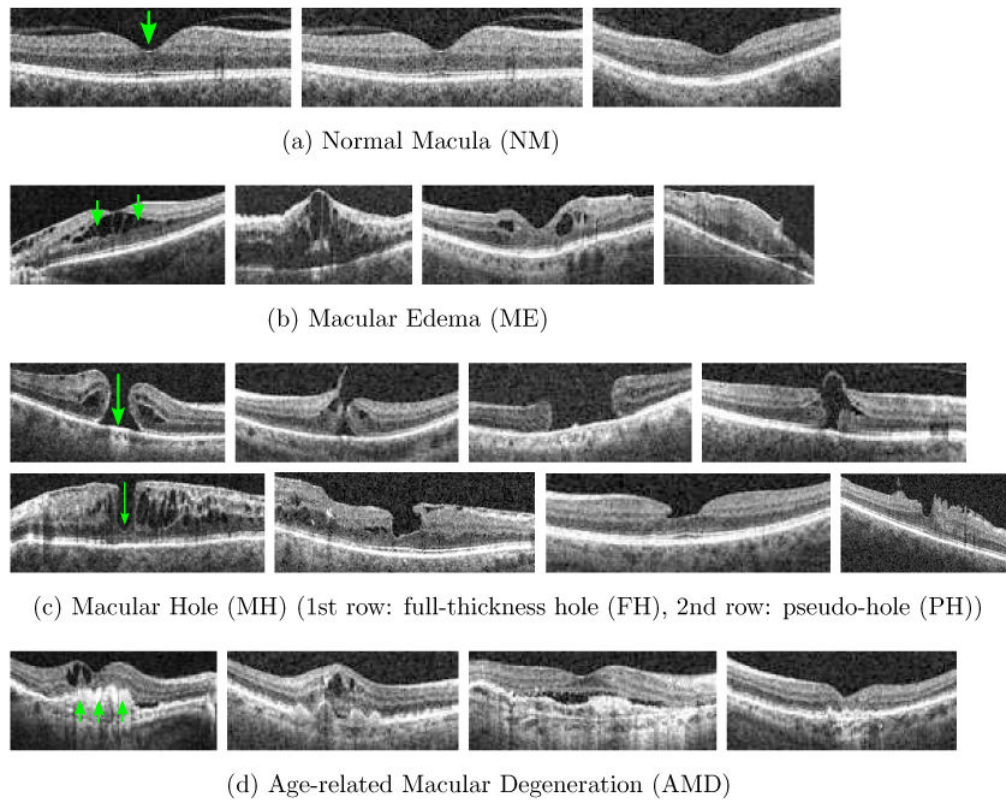 (a) Normal Macula (NM)
(b) Macular Edema (ME)
(c) Macular Hole (MH) (1st row: full-thickness hole (FH), 2nd row: pseudo-hole (PH))
(d) Age-related Macular Degeneration (AMD)